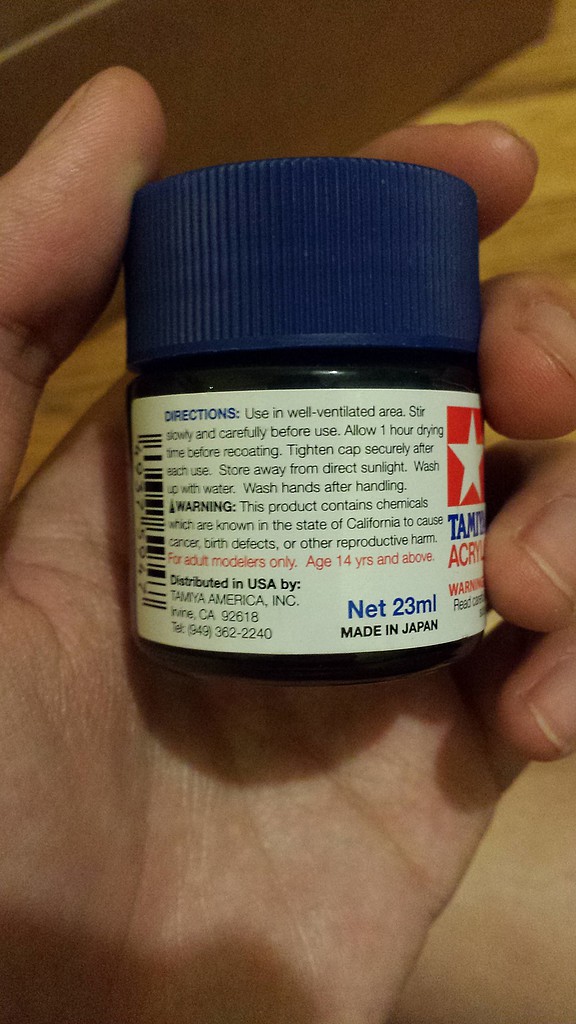 DIRECTIONS: Use in well-ventilated area. Stir
slowly and carefully before use. Allow 1 hour drying
time before recoating. Tighten cap securely after
each use. Store away from direct sunlight. Wash
up with water. Wash hands after handling.
WARNING: This product contains chemicals
which are known in the state of California to cause
cancer, birth defects, or other reproductive harm.
For adult modelers only. Age 14 yrs and above.
Distributed in USA by:
TAMIYA AMERICA, INC.
Irvine, CA 92618
Tel: (949) 362-2240
Net 23ml
MADE IN JAPAN
TAMIYA
ACRYL
WARNING
Read